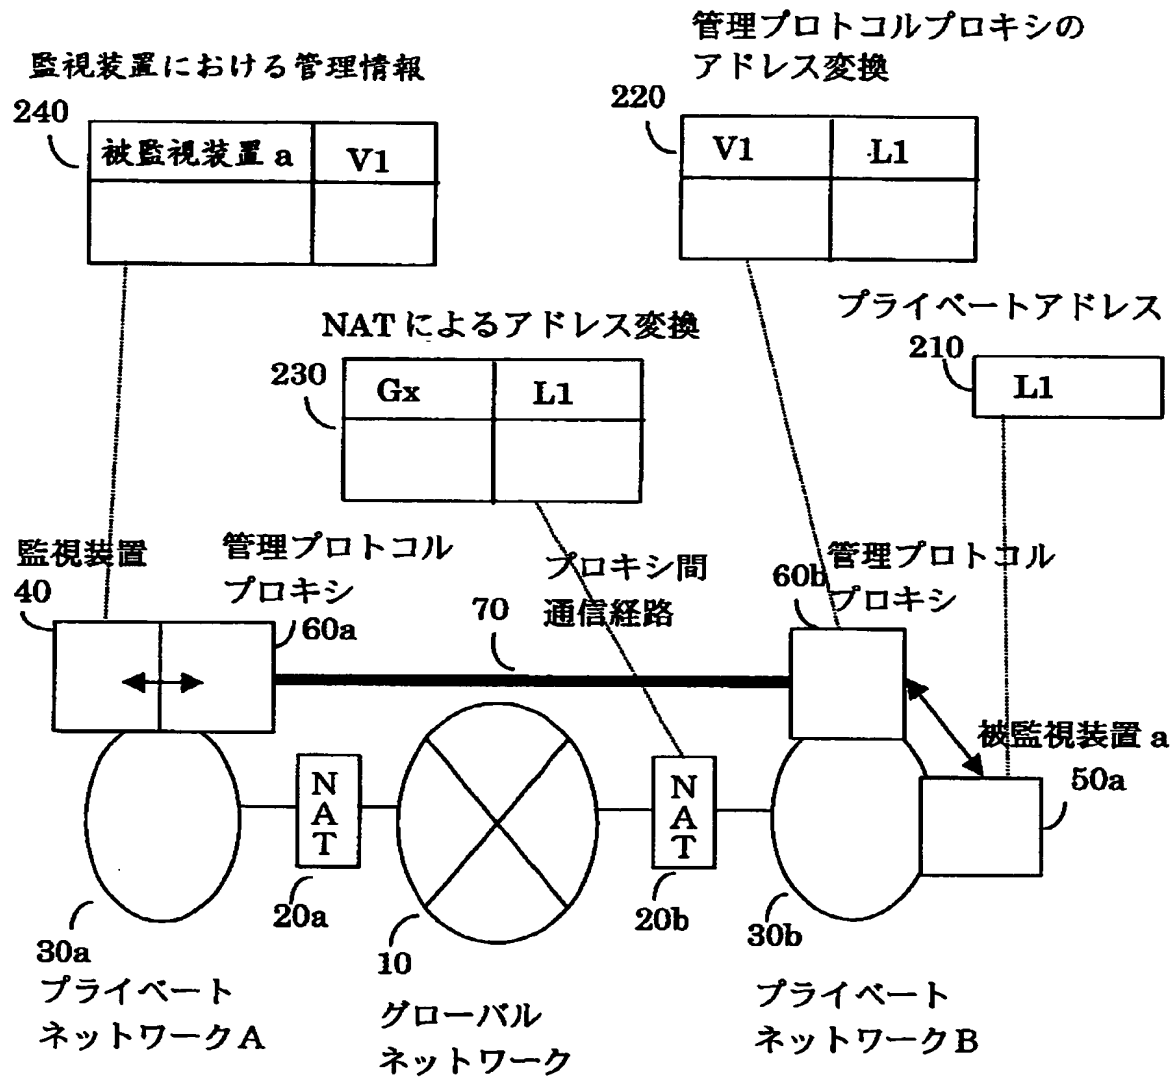 管理プロトコルプロキシの
アドレス変換
監視装置における管理情報
240
被監視装置 a
V1
220
V1
L1
プライベートアドレス
210
L1
NATによるアドレス変換
230
Gx
L1
監視装置
40
管理プロトコル
プロキシ
60a
プロキシ間
通信経路
70
管理プロトコル
プロキシ
60b
被監視装置 a
50a
NAT
20a
NAT
20b
30a
プライベート
ネットワークA
10
グローバル
ネットワーク
30b
プライベート
ネットワークB